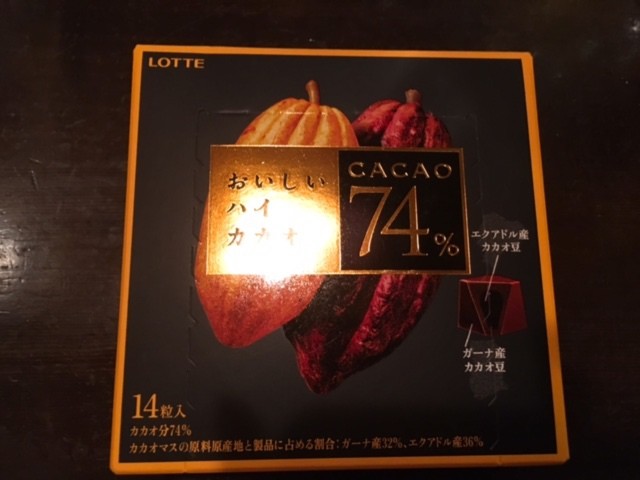 LOTTE
おいしい
ハイ
カカオ
CACAO
74%
エクアドル産
カカオ豆
ガーナ産
カカオ豆
14粒入
カカオ分74%
カカオマスの原料原産地と製品に占める割合:ガーナ産32%、エクアドル産36%